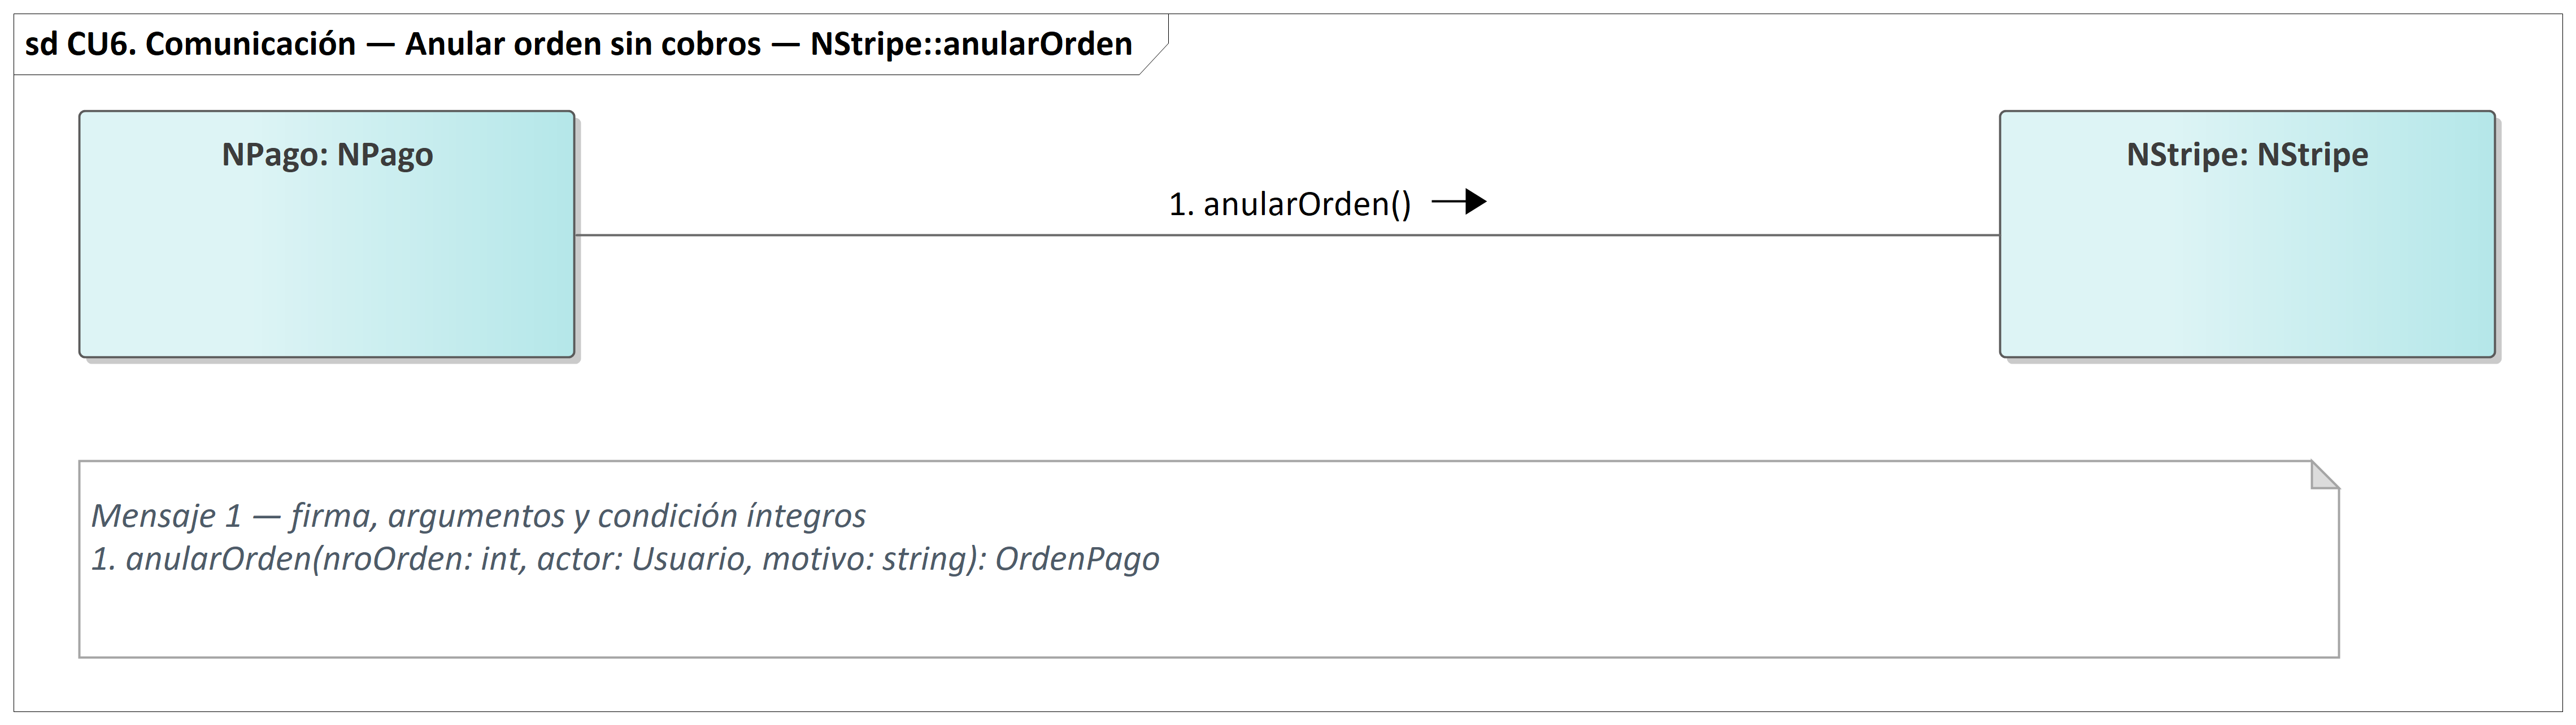 sd CU6. Comunicación — Anular orden sin cobros — NStripe::anularOrden
NPago: NPago
NStripe: NStripe
1. anularOrden()
Mensaje 1 — firma, argumentos y condición íntegros
1. anularOrden(nroOrden: int, actor: Usuario, motivo: string): OrdenPago